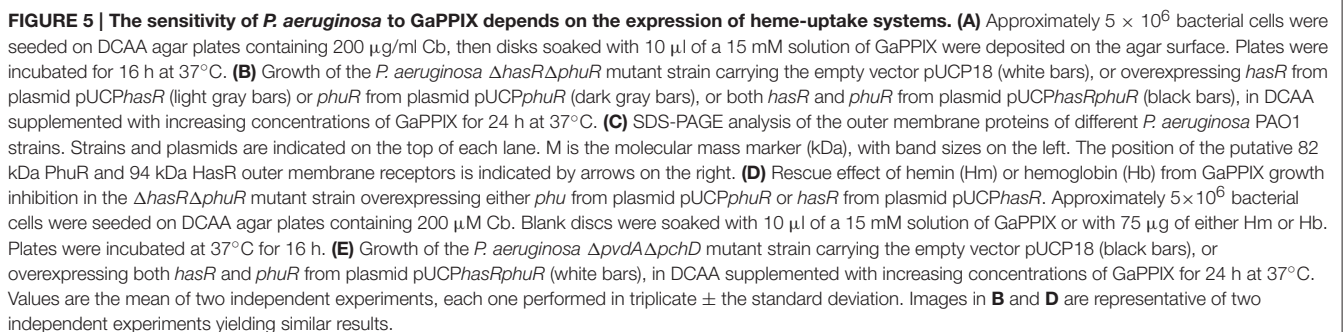 FIGURE 5 | The sensitivity of P. aeruginosa to GaPPIX depends on the expression of heme-uptake systems. (A) Approximately 5 × 10⁶ bacterial cells were
seeded on DCAA agar plates containing 200 μg/ml Cb, then disks soaked with 10 μl of a 15 mM solution of GaPPIX were deposited on the agar surface. Plates were
incubated for 16 h at 37°C. (B) Growth of the P. aeruginosa ΔhasRΔphuR mutant strain carrying the empty vector pUCP18 (white bars), or overexpressing hasR from
plasmid pUCPhasR (light gray bars) or phuR from plasmid pUCPphuR (dark gray bars), or both hasR and phuR from plasmid pUCPhasRphuR (black bars), in DCAA
supplemented with increasing concentrations of GaPPIX for 24 h at 37°C. (C) SDS-PAGE analysis of the outer membrane proteins of different P. aeruginosa PAO1
strains. Strains and plasmids are indicated on the top of each lane. M is the molecular mass marker (kDa), with band sizes on the left. The position of the putative 82
kDa PhuR and 94 kDa HasR outer membrane receptors is indicated by arrows on the right. (D) Rescue effect of hemin (Hm) or hemoglobin (Hb) from GaPPIX growth
inhibition in the ΔhasRΔphuR mutant strain overexpressing either phu from plasmid pUCPphuR or hasR from plasmid pUCPhasR. Approximately 5×10⁶ bacterial
cells were seeded on DCAA agar plates containing 200 μM Cb. Blank discs were soaked with 10 μl of a 15 mM solution of GaPPIX or with 75 μg of either Hm or Hb.
Plates were incubated at 37°C for 16 h. (E) Growth of the P. aeruginosa ΔpvdAΔpchD mutant strain carrying the empty vector pUCP18 (black bars), or
overexpressing both hasR and phuR from plasmid pUCPhasRphuR (white bars), in DCAA supplemented with increasing concentrations of GaPPIX for 24 h at 37°C.
Values are the mean of two independent experiments, each one performed in triplicate ± the standard deviation. Images in B and D are representative of two
independent experiments yielding similar results.